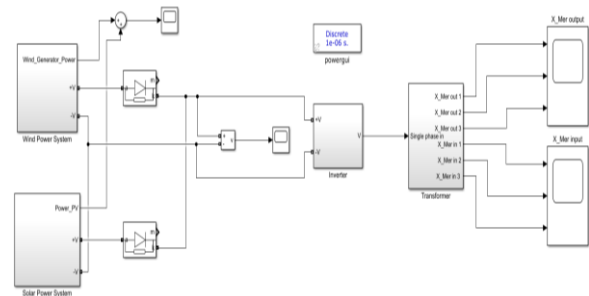 X_Mer output
Discrete
1e-06 s.
powergui
Wind_Generator_Power
+V
-V
Wind Power System
m
a
k
+
-
v
+V
-V
V
Inverter
Single phase in
X_Mer out 1
X_Mer out 2
X_Mer out 3
X_Mer in 1
X_Mer in 2
X_Mer in 3
Transformer
X_Mer input
Power_PV
+V
-V
Solar Power System
m
a
k